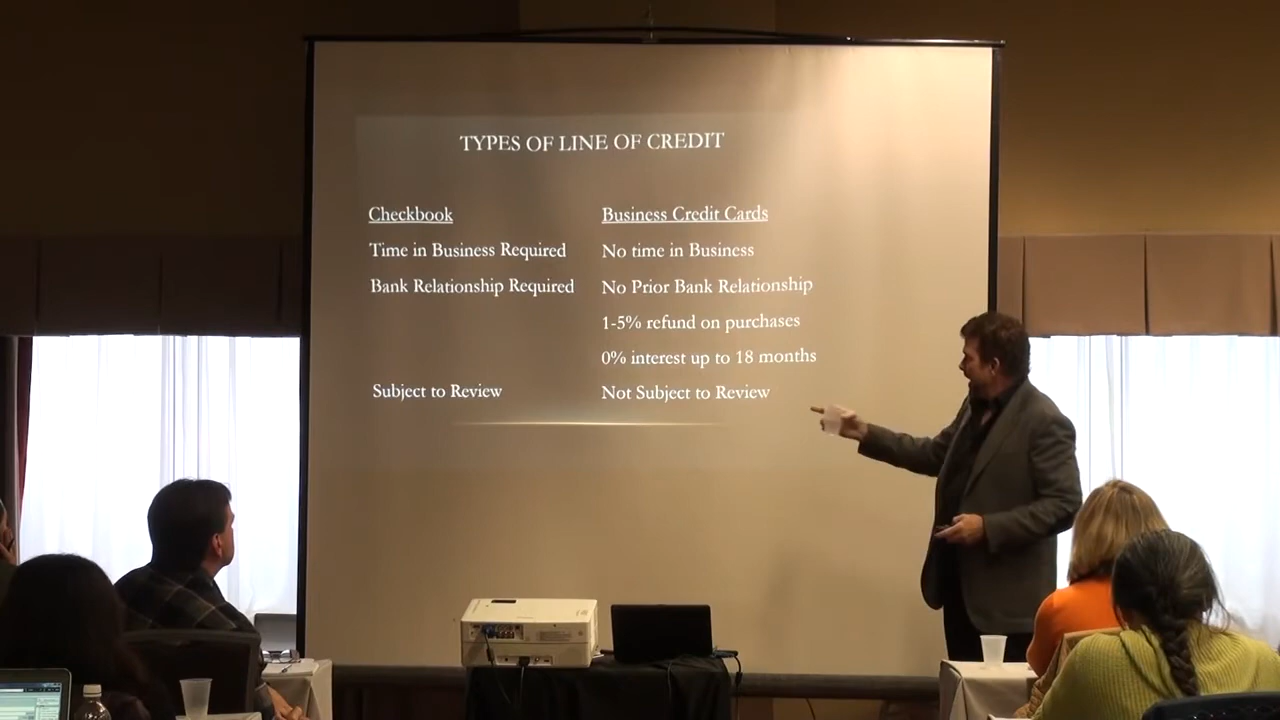 TYPES OF LINE OF CREDIT
Checkbook
Business Credit Cards
Time in Business Required
No time in Business
Bank Relationship Required
No Prior Bank Relationship
1-5% refund on purchases
0% interest up to 18 months
Subject to Review
Not Subject to Review